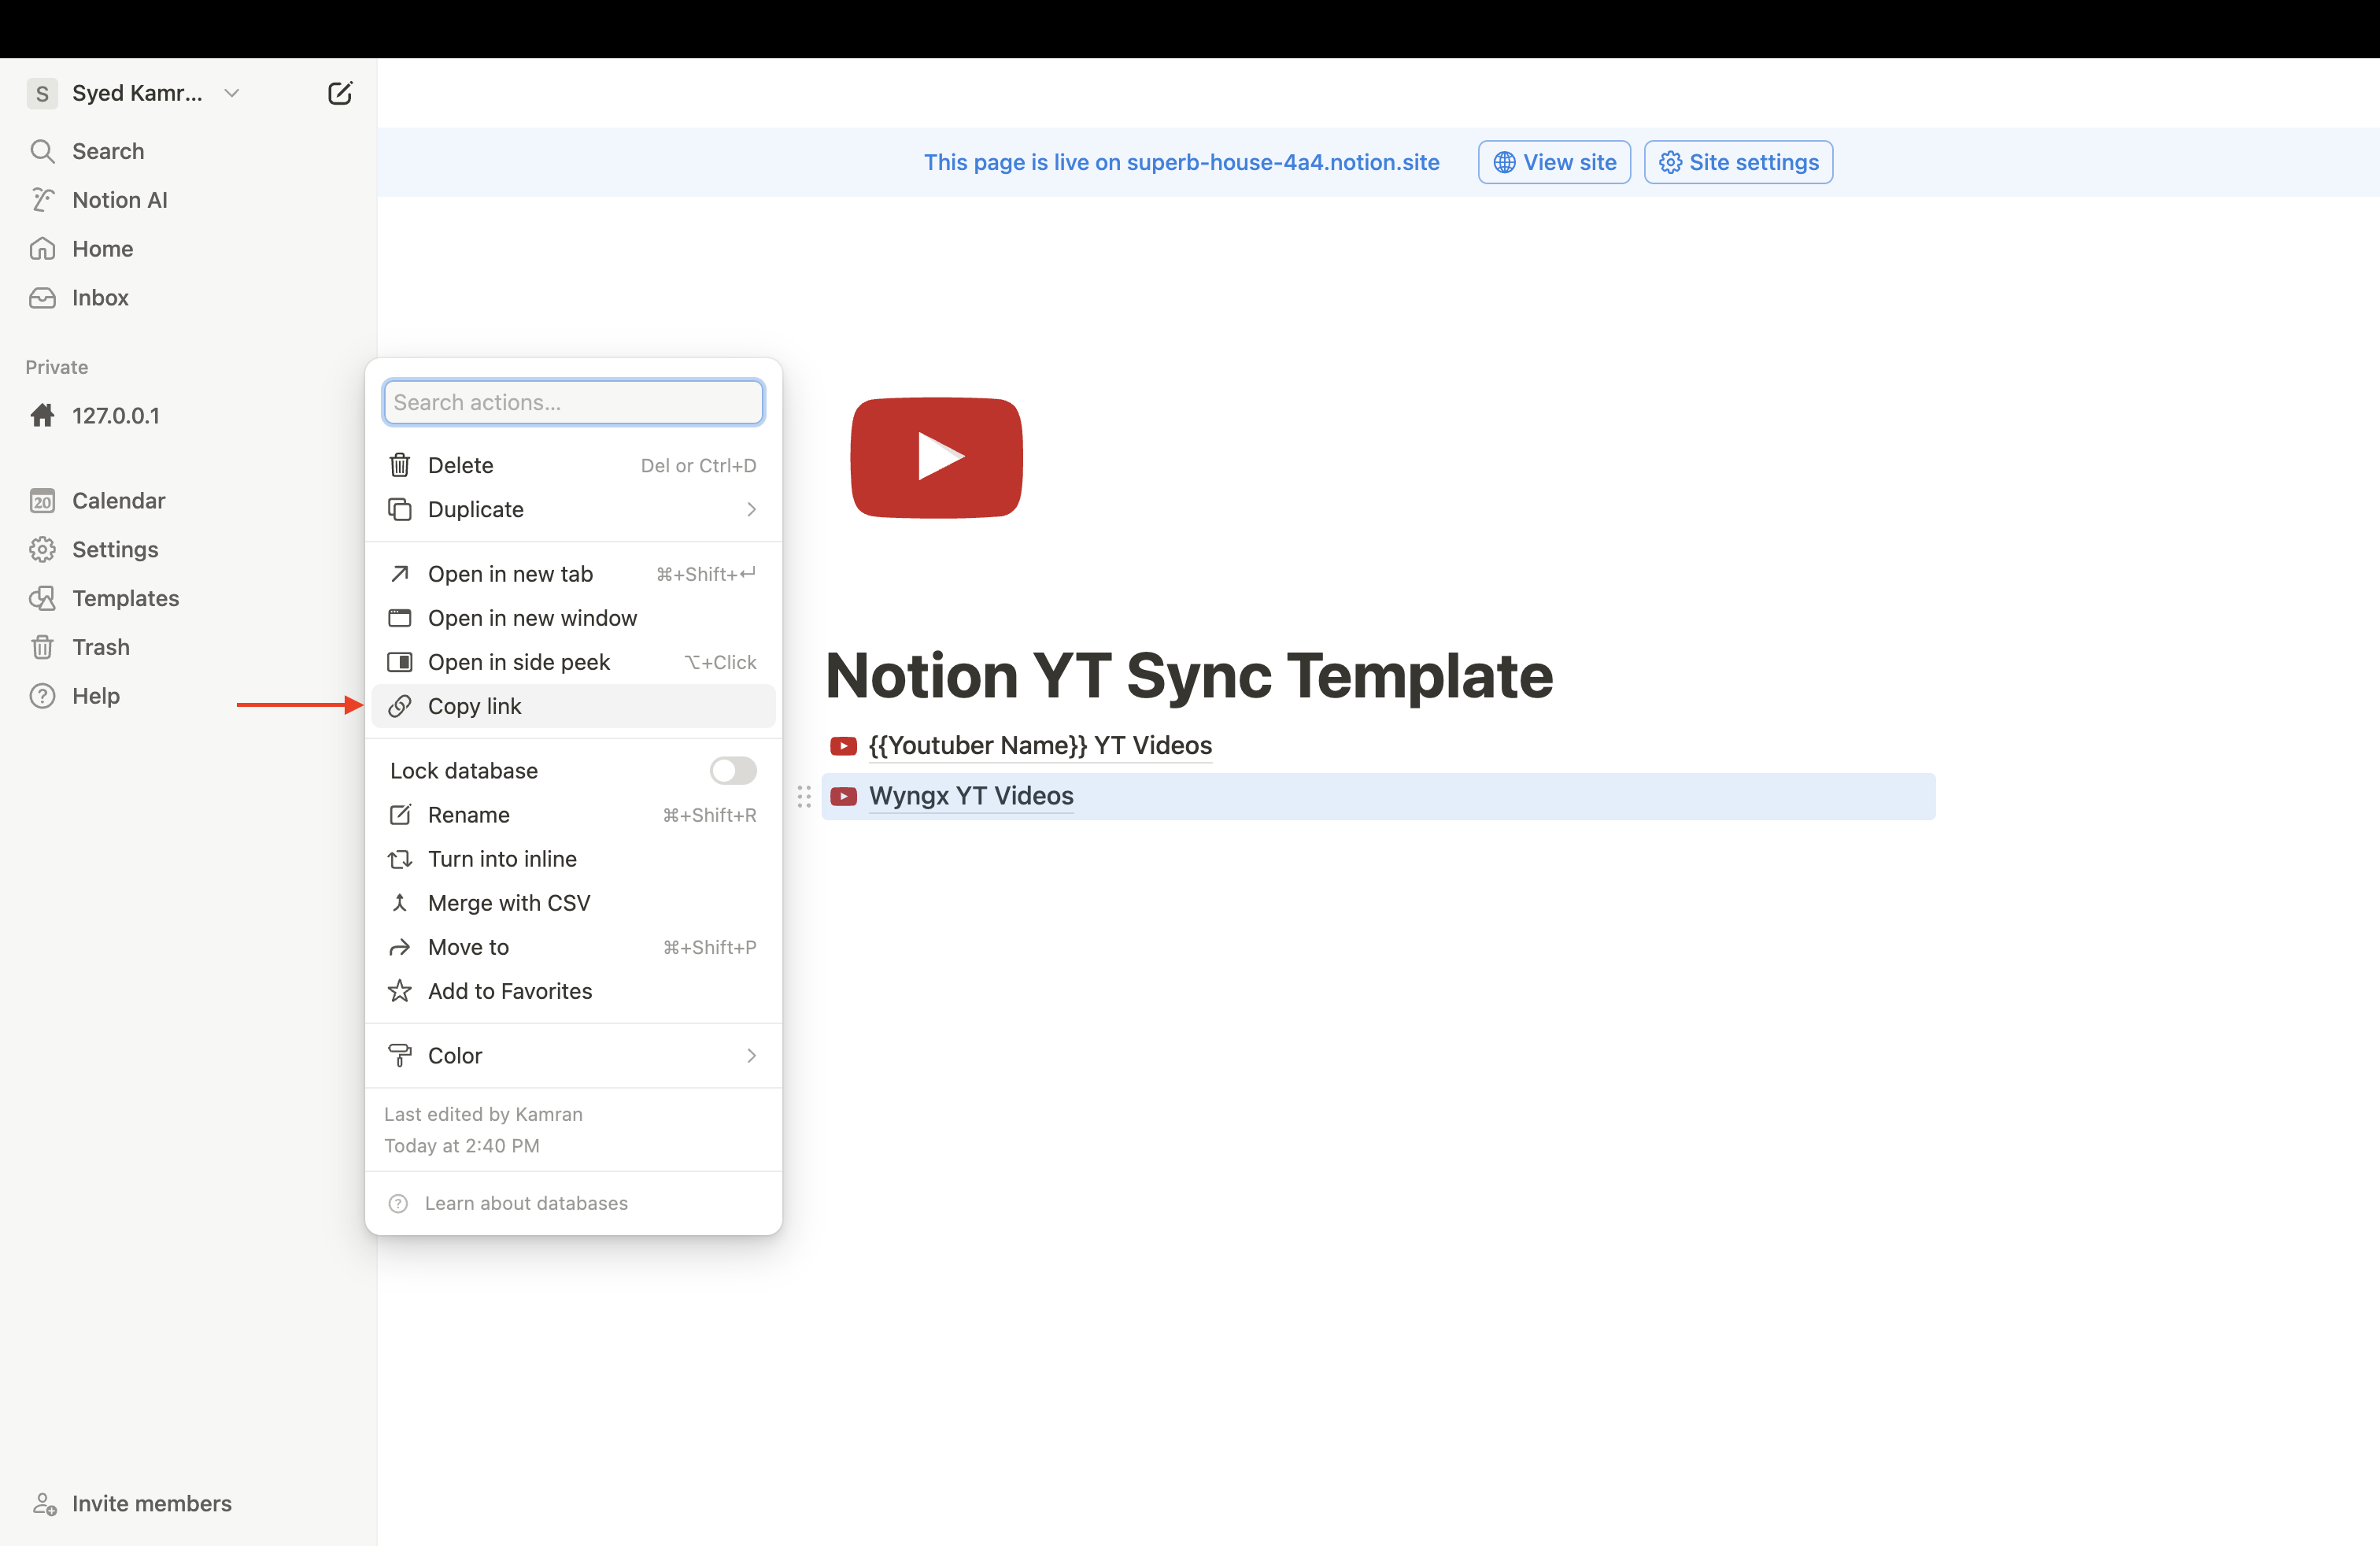 S Syed Kamr...
Search
Notion AI
Home
Inbox
Private
127.0.0.1
20 Calendar
Settings
Templates
Trash
? Help
Invite members
This page is live on superb-house-4a4.notion.site View site Site settings
Search actions...
Delete Del or Ctrl+D
Duplicate
Open in new tab ⌘+Shift+↵
Open in new window
Open in side peek ⌥+Click
Copy link
Lock database
Rename ⌘+Shift+R
Turn into inline
Merge with CSV
Move to ⌘+Shift+P
Add to Favorites
Color
Last edited by Kamran
Today at 2:40 PM
? Learn about databases
Notion YT Sync Template
{{Youtuber Name}} YT Videos
Wyngx YT Videos